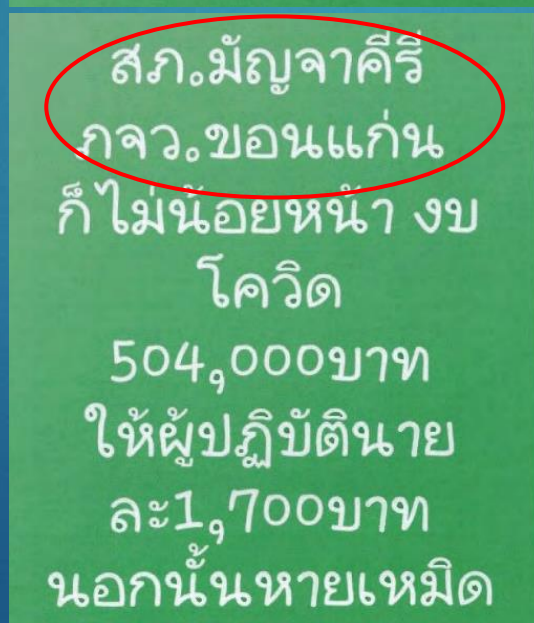 สภ.มัญจาคีรี
ภจว.ขอนแก่น
ก็ไม่น้อยหน้า งบ
โควิด
504,000บาท
ให้ผู้ปฏิบัตินาย
ละ1,700บาท
นอกนั้นหายเหมิด